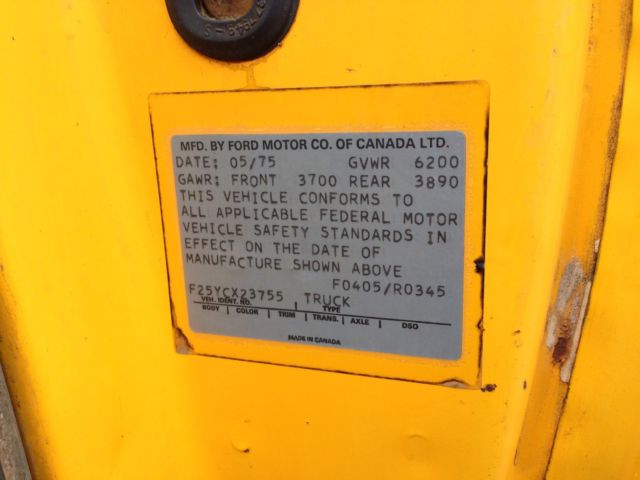 MFD. BY FORD MOTOR CO. OF CANADA LTD.
DATE: 05/75 GVWR 6200
GAWR: FRONT 3700 REAR 3890
THIS VEHICLE CONFORMS TO
ALL APPLICABLE FEDERAL MOTOR
VEHICLE SAFETY STANDARDS IN
EFFECT ON THE DATE OF
MANUFACTURE SHOWN ABOVE
F0405/R0345
F25YCX23755 TRUCK
VEH. IDENT. NO. TYPE
BODY COLOR TRIM TRANS. AXLE DSO
MADE IN CANADA